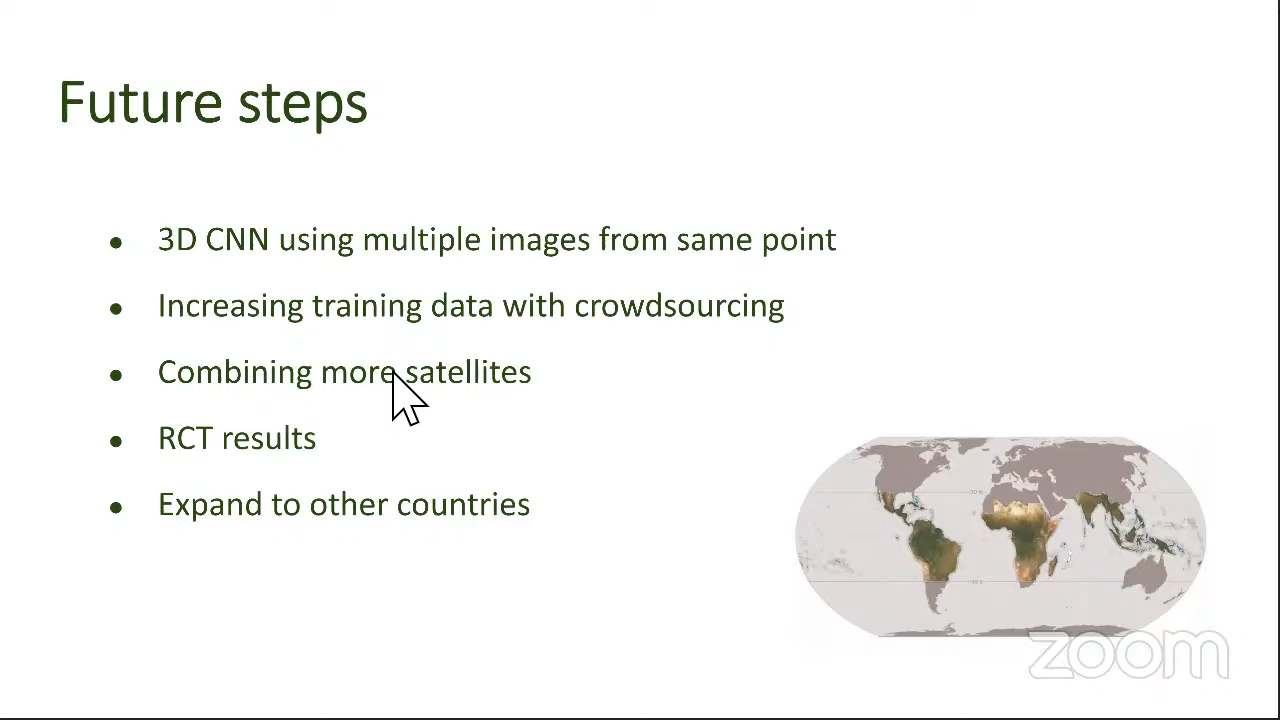 Future steps
● 3D CNN using multiple images from same point
● Increasing training data with crowdsourcing
● Combining more satellites
● RCT results
● Expand to other countries
zoom